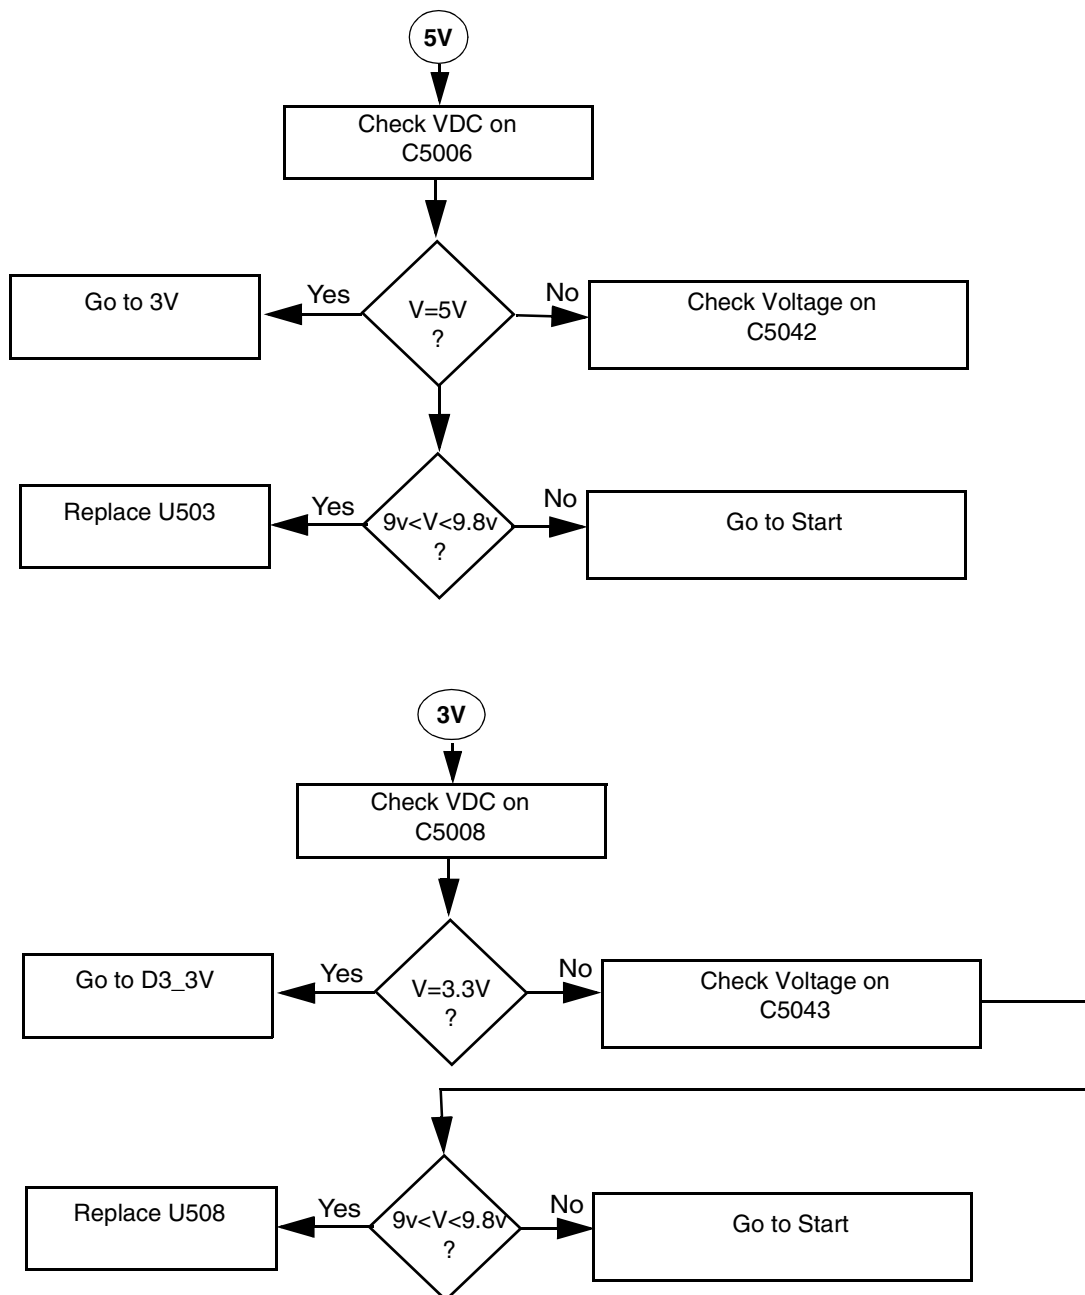 5V
Check VDC on
C5006
Go to 3V
Yes
V=5V
?
No
Check Voltage on
C5042
Replace U503
Yes
9v<V<9.8v
?
No
Go to Start
3V
Check VDC on
C5008
Go to D3_3V
Yes
V=3.3V
?
No
Check Voltage on
C5043
Replace U508
Yes
9v<V<9.8v
?
No
Go to Start